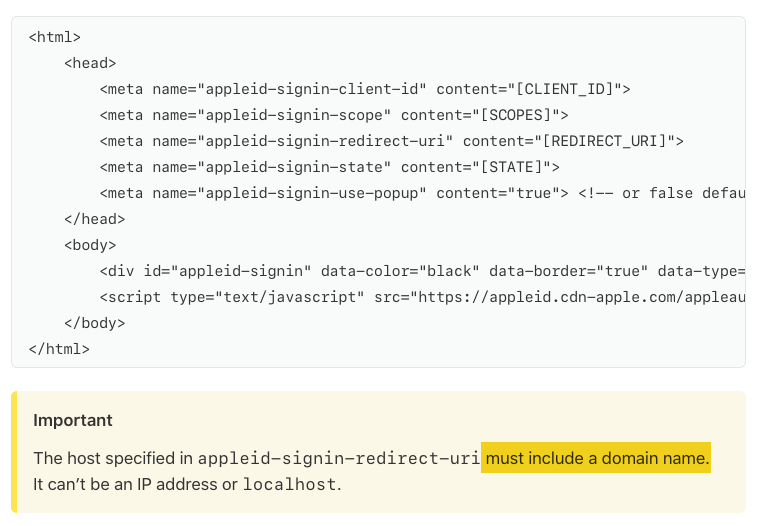 <html>
    <head>
        <meta name="appleid-signin-client-id" content="[CLIENT_ID]">
        <meta name="appleid-signin-scope" content="[SCOPES]">
        <meta name="appleid-signin-redirect-uri" content="[REDIRECT_URI]">
        <meta name="appleid-signin-state" content="[STATE]">
        <meta name="appleid-signin-use-popup" content="true"> <!-- or false defau
    </head>
    <body>
        <div id="appleid-signin" data-color="black" data-border="true" data-type=
        <script type="text/javascript" src="https://appleid.cdn-apple.com/appleau
    </body>
</html>
Important
The host specified in appleid-signin-redirect-uri must include a domain name.
It can’t be an IP address or localhost.